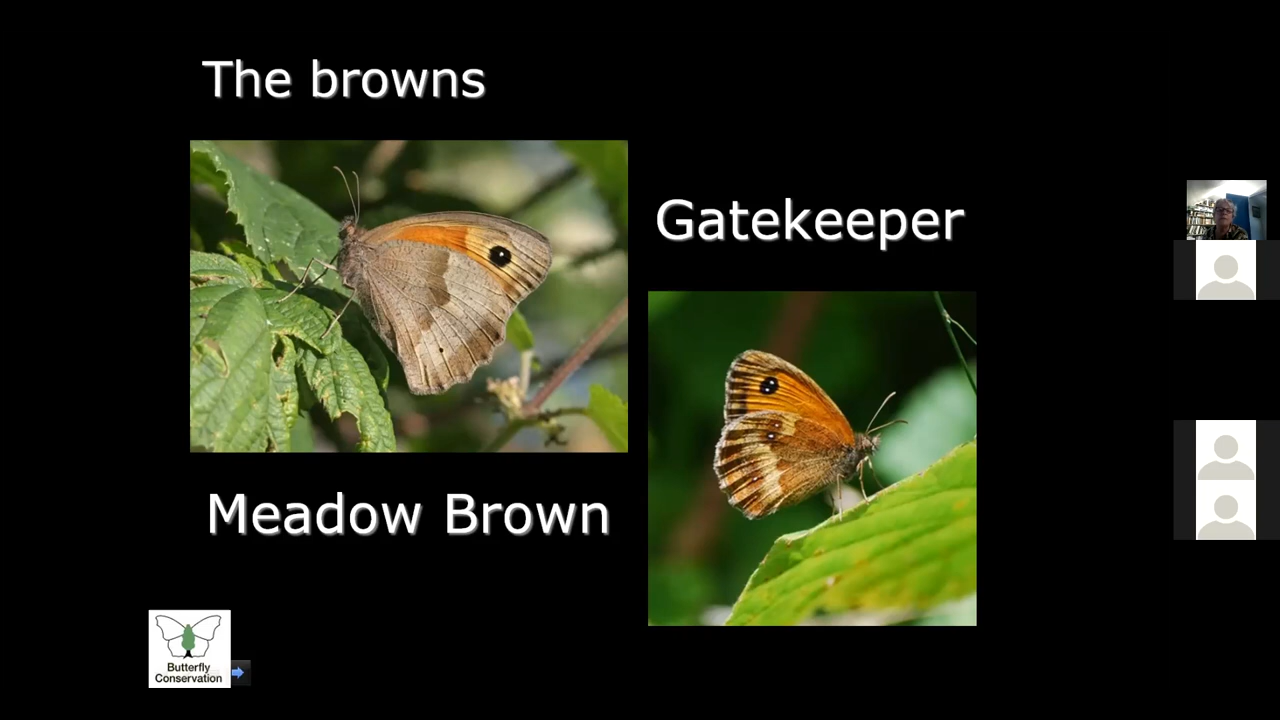 The browns
Gatekeeper
Meadow Brown
Butterfly
Conservation